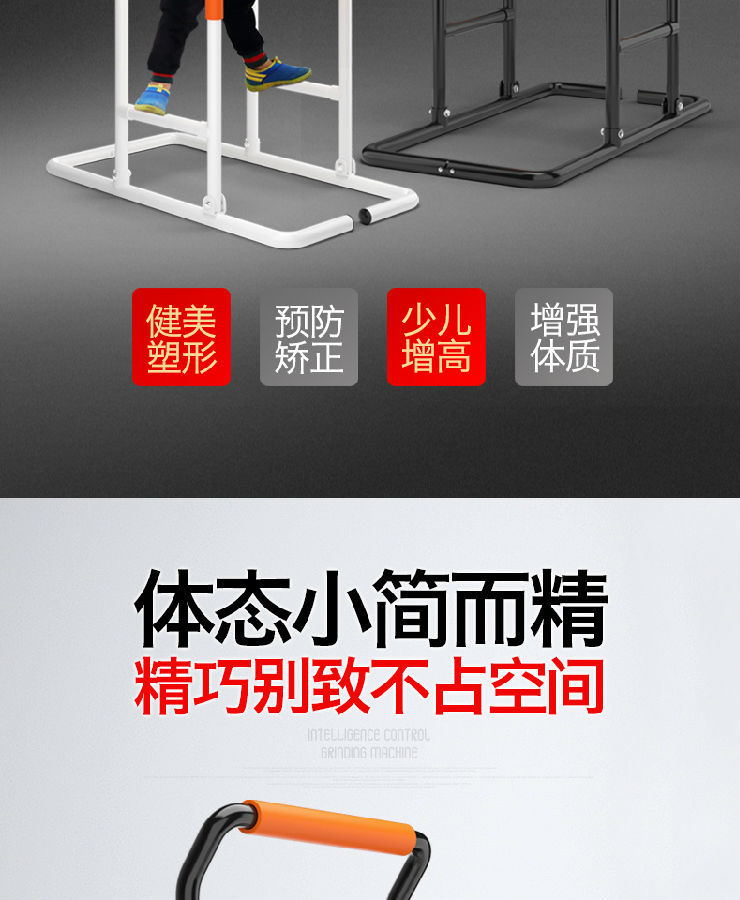 健美
塑形
预防
矫正
少儿
增高
增强
体质
体态小简而精
精巧别致不占空间
INTELLIGENCE CONTROL
GRINDING MACHINE